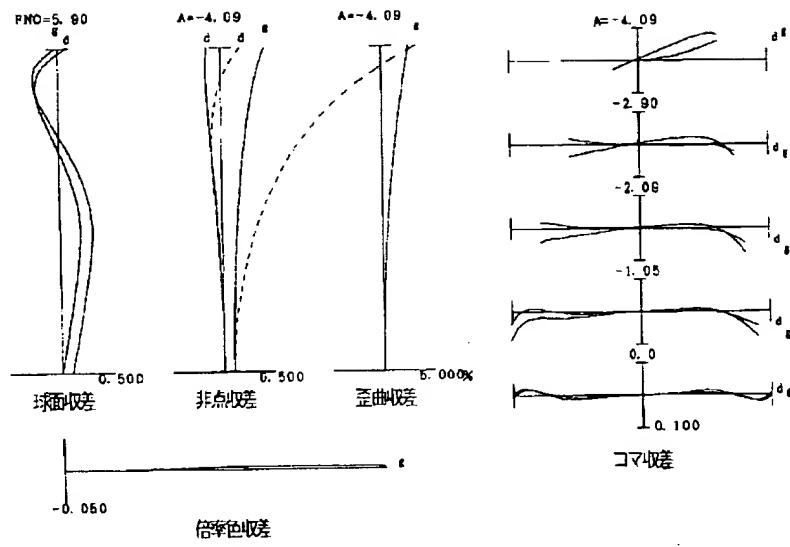 FNO=5.90
A=-4.09
A=-4.09
A=-4.09
g
d
d
d
g
g
d g
-2.90
d g
-2.09
d
g
-1.05
d
g
0.0
d g
0.100
0.500
0.500
5.000%
球面収差
非点収差
歪曲収差
コマ収差
g
-0.050
倍率色収差